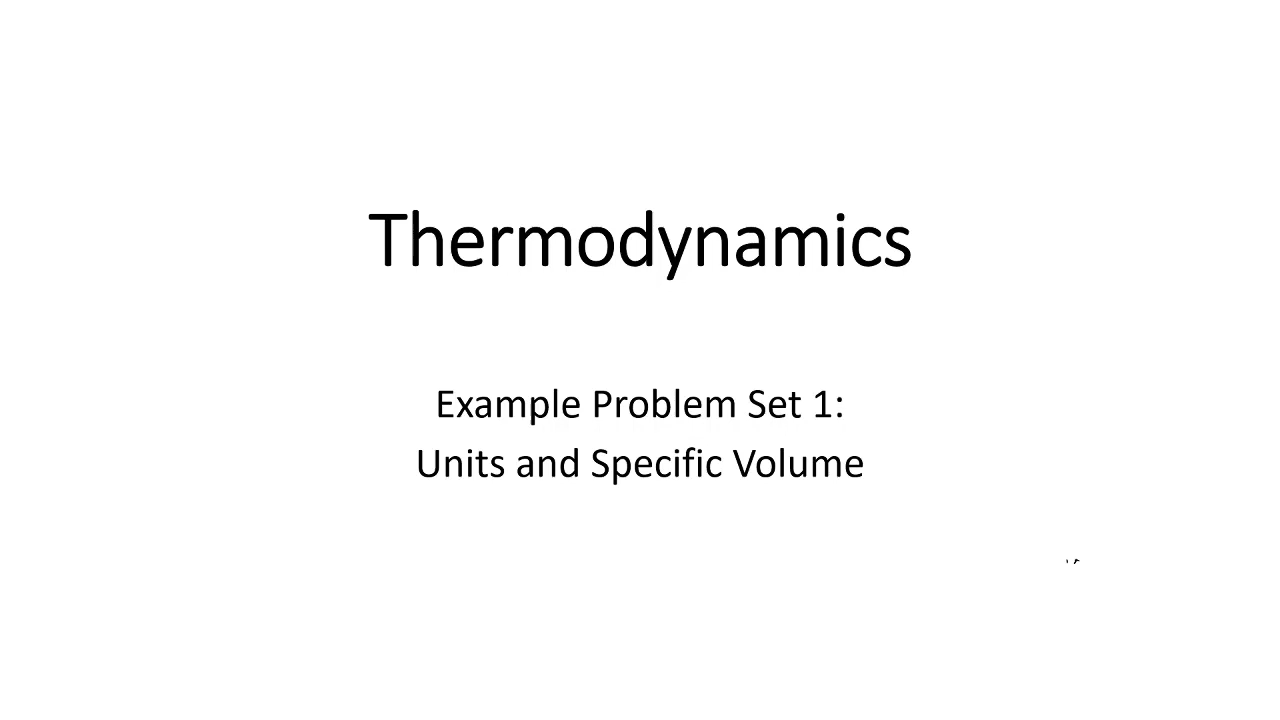 Thermodynamics
Example Problem Set 1:
Units and Specific Volume